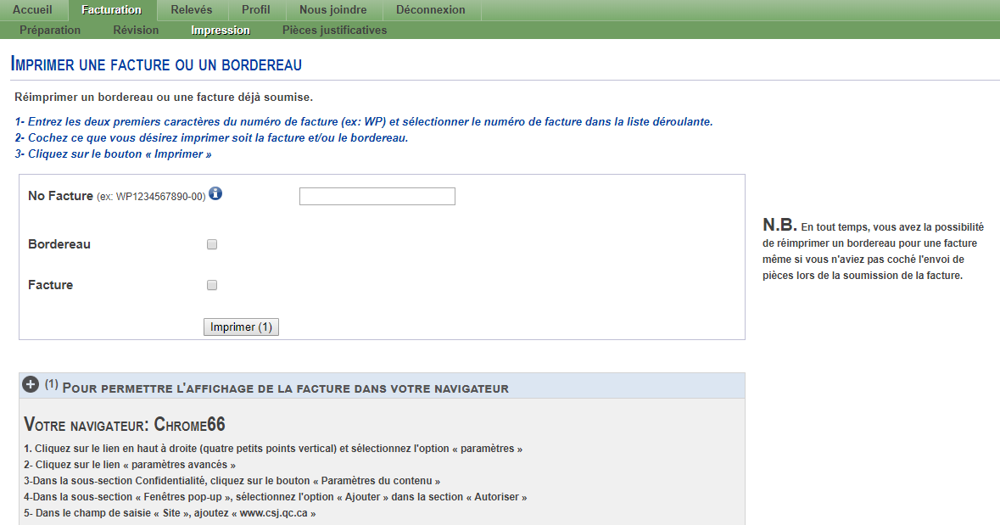 Accueil Facturation Relevés Profil Nous joindre Déconnexion
Préparation Révision Impression Pièces justificatives
Imprimer une facture ou un bordereau
Réimprimer un bordereau ou une facture déjà soumise.
1- Entrez les deux premiers caractères du numéro de facture (ex: WP) et sélectionner le numéro de facture dans la liste déroulante.
2- Cochez ce que vous désirez imprimer soit la facture et/ou le bordereau.
3- Cliquez sur le bouton « Imprimer »
No Facture (ex: WP1234567890-00)
Bordereau
Facture
Imprimer (1)
N.B. En tout temps, vous avez la possibilité
de réimprimer un bordereau pour une facture
même si vous n'aviez pas coché l'envoi de
pièces lors de la soumission de la facture.
(1) Pour permettre l'affichage de la facture dans votre navigateur
Votre navigateur: Chrome66
1. Cliquez sur le lien en haut à droite (quatre petits points vertical) et sélectionnez l'option « paramètres »
2- Cliquez sur le lien « paramètres avancés »
3-Dans la sous-section Confidentialité, cliquez sur le bouton « Paramètres du contenu »
4-Dans la sous-section « Fenêtres pop-up », sélectionnez l'option « Ajouter » dans la section « Autoriser »
5- Dans le champ de saisie « Site », ajoutez « www.csj.qc.ca »